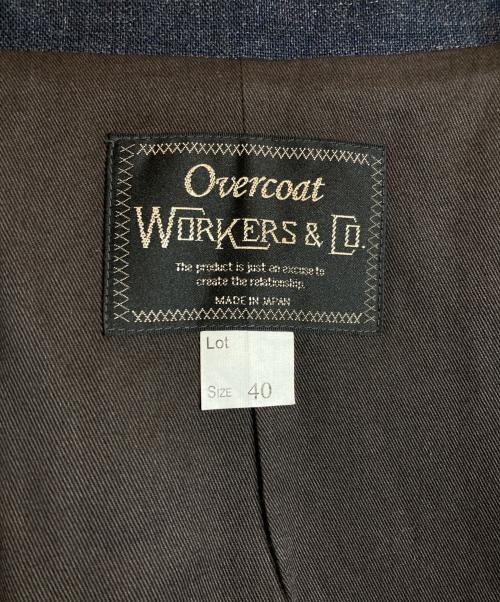 Overcoat
WORKERS & CO.
The product is just an excuse to
create the relationship.
MADE IN JAPAN
Lot
SIZE 40